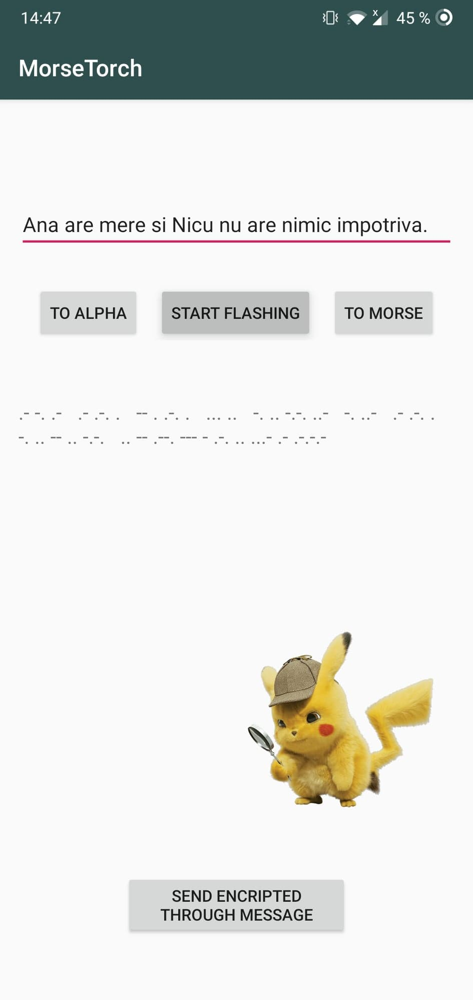 14:47 45 %
MorseTorch
Ana are mere si Nicu nu are nimic impotriva.
TO ALPHA START FLASHING TO MORSE
.- -. .-  .- .-. .  -- . .-. .  ... ..  -. .. -.-. ..-  -. ..-  .- .-. .
-. .. -- .. -.-.  .. -- .--. --- - .-. .. ...- .- .-.-.-
SEND ENCRIPTED
THROUGH MESSAGE